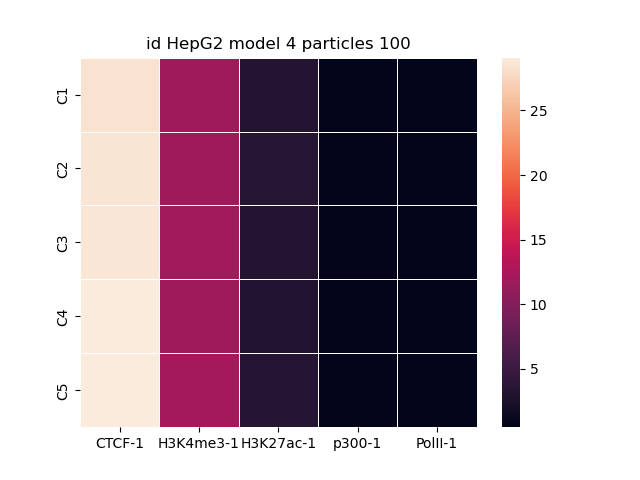 id HepG2 model 4 particles 100
C1
C2
C3
C4
C5
CTCF-1 H3K4me3-1 H3K27ac-1 p300-1 PolII-1
25
20
15
10
5